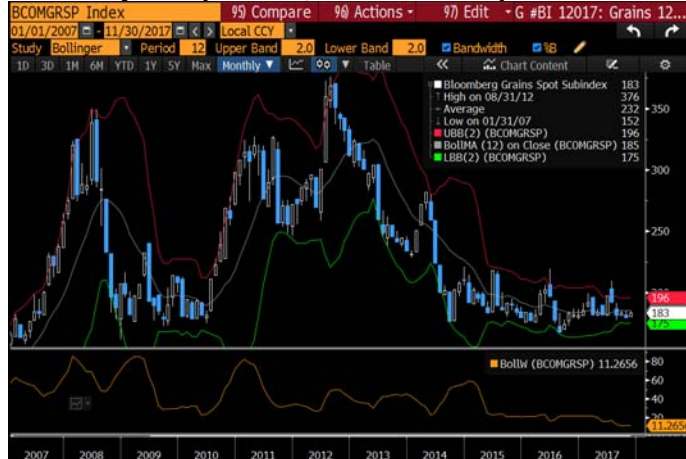 BCOMGRSP Index 95) Compare 96) Actions 97) Edit G #BI 12017: Grains 12...
01/01/2007 - 11/30/2017 Local CCY
Study Bollinger Period 12 Upper Band 2.0 Lower Band 2.0 Bandwidth %B
1D 3D 1M 6M YTD 1Y 5Y Max Monthly ▼ Table « Chart Content
Bloomberg Grains Spot Subindex 183
High on 08/31/12 376
Average 232
Low on 01/31/07 152
UBB(2) (BCOMGRSP) 196
BollMA (12) on Close (BCOMGRSP) 185
LBB(2) (BCOMGRSP) 175
350
300
250
196
183
175
BollW (BCOMGRSP) 11.2656
80
60
40
20
11.2656
2007 2008 2009 2010 2011 2012 2013 2014 2015 2016 2017